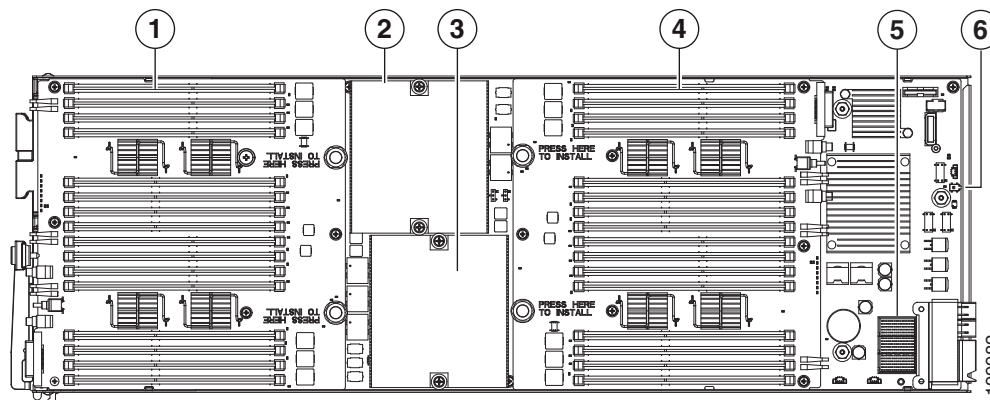 1
2
3
4
5
6
PRESS HERE
TO INSTALL
PRESS HERE
TO INSTALL
PRESS HERE
TO INSTALL
PRESS HERE
TO INSTALL